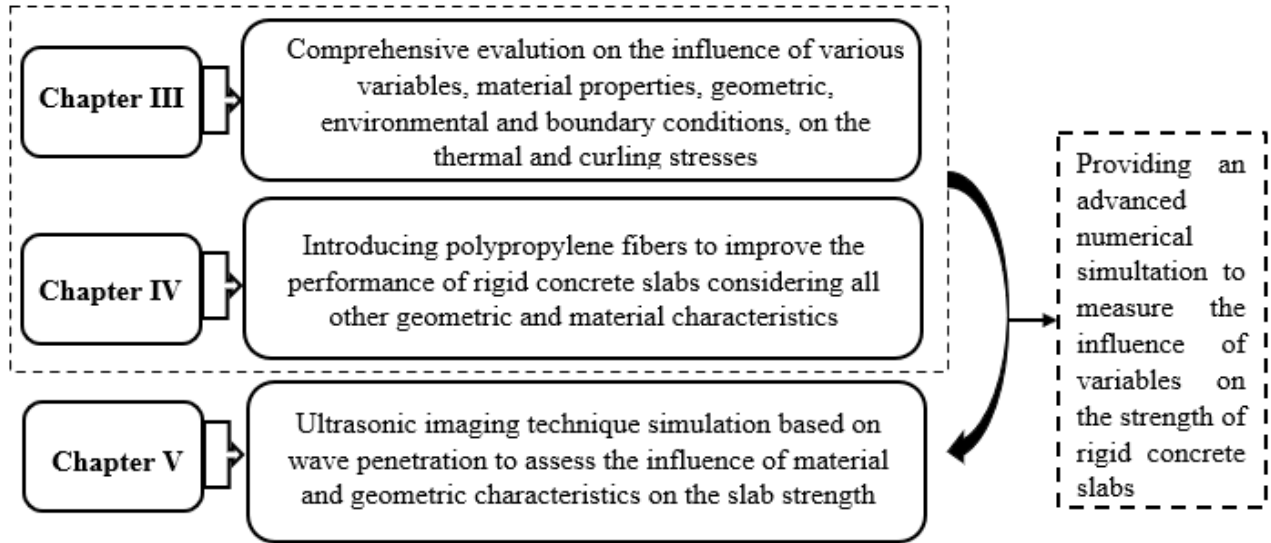 Chapter III
Comprehensive evalution on the influence of various
variables, material properties, geometric,
environmental and boundary conditions, on the
thermal and curling stresses
Chapter IV
Introducing polypropylene fibers to improve the
performance of rigid concrete slabs considering all
other geometric and material characteristics
Chapter V
Ultrasonic imaging technique simulation based on
wave penetration to assess the influence of material
and geometric characteristics on the slab strength
Providing an
advanced
numerical
simultation to
measure the
influence of
variables on
the strength of
rigid concrete
slabs